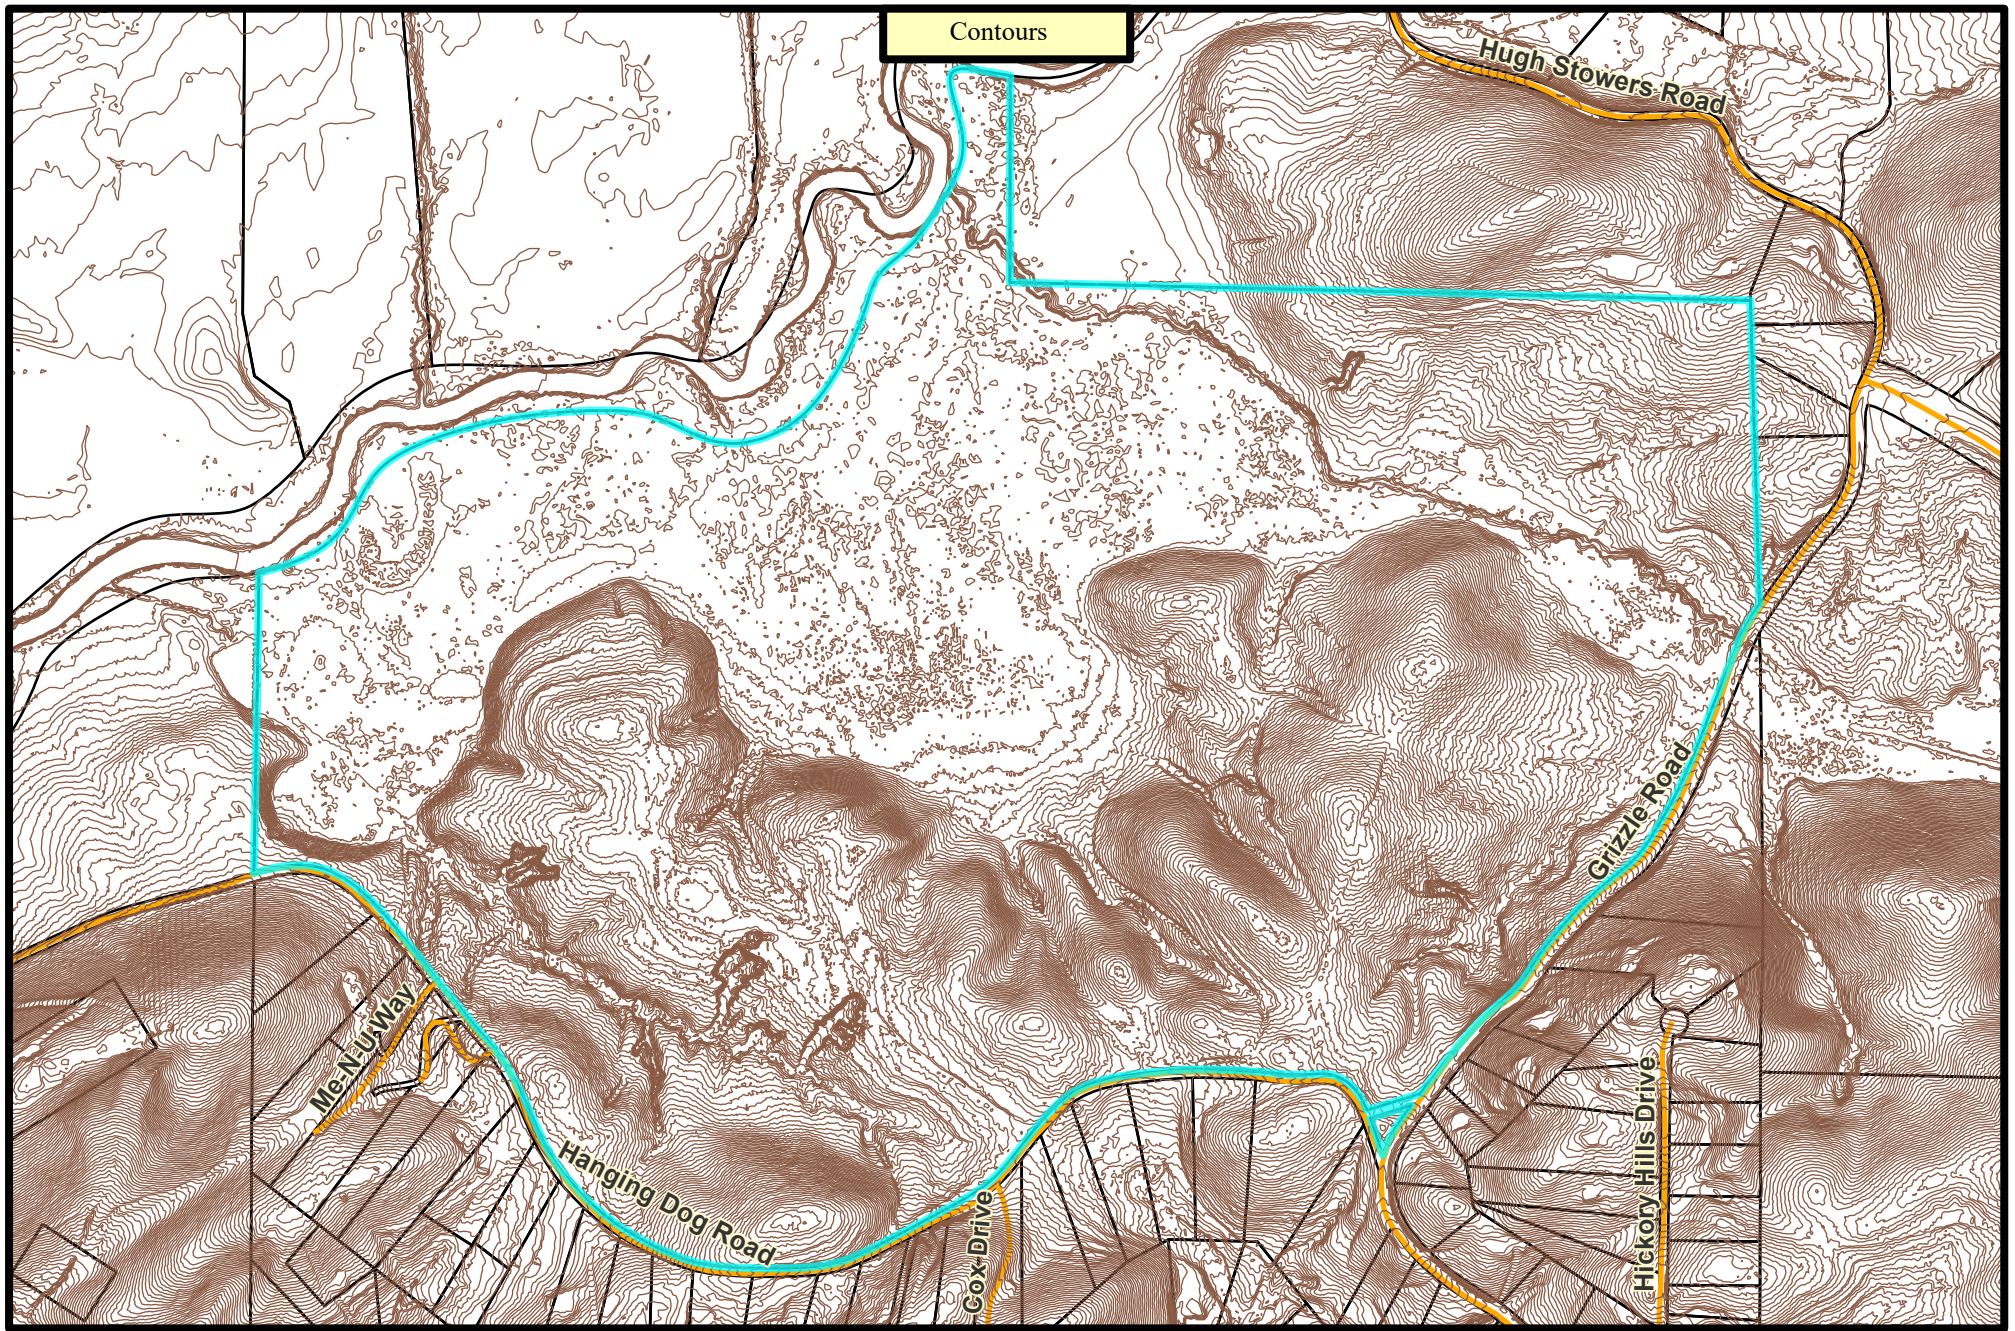 Contours
Hugh Stowers Road
Grizzle Road
Me-N-U Way
Hanging Dog Road
Cox Drive
Hickory Hills Drive